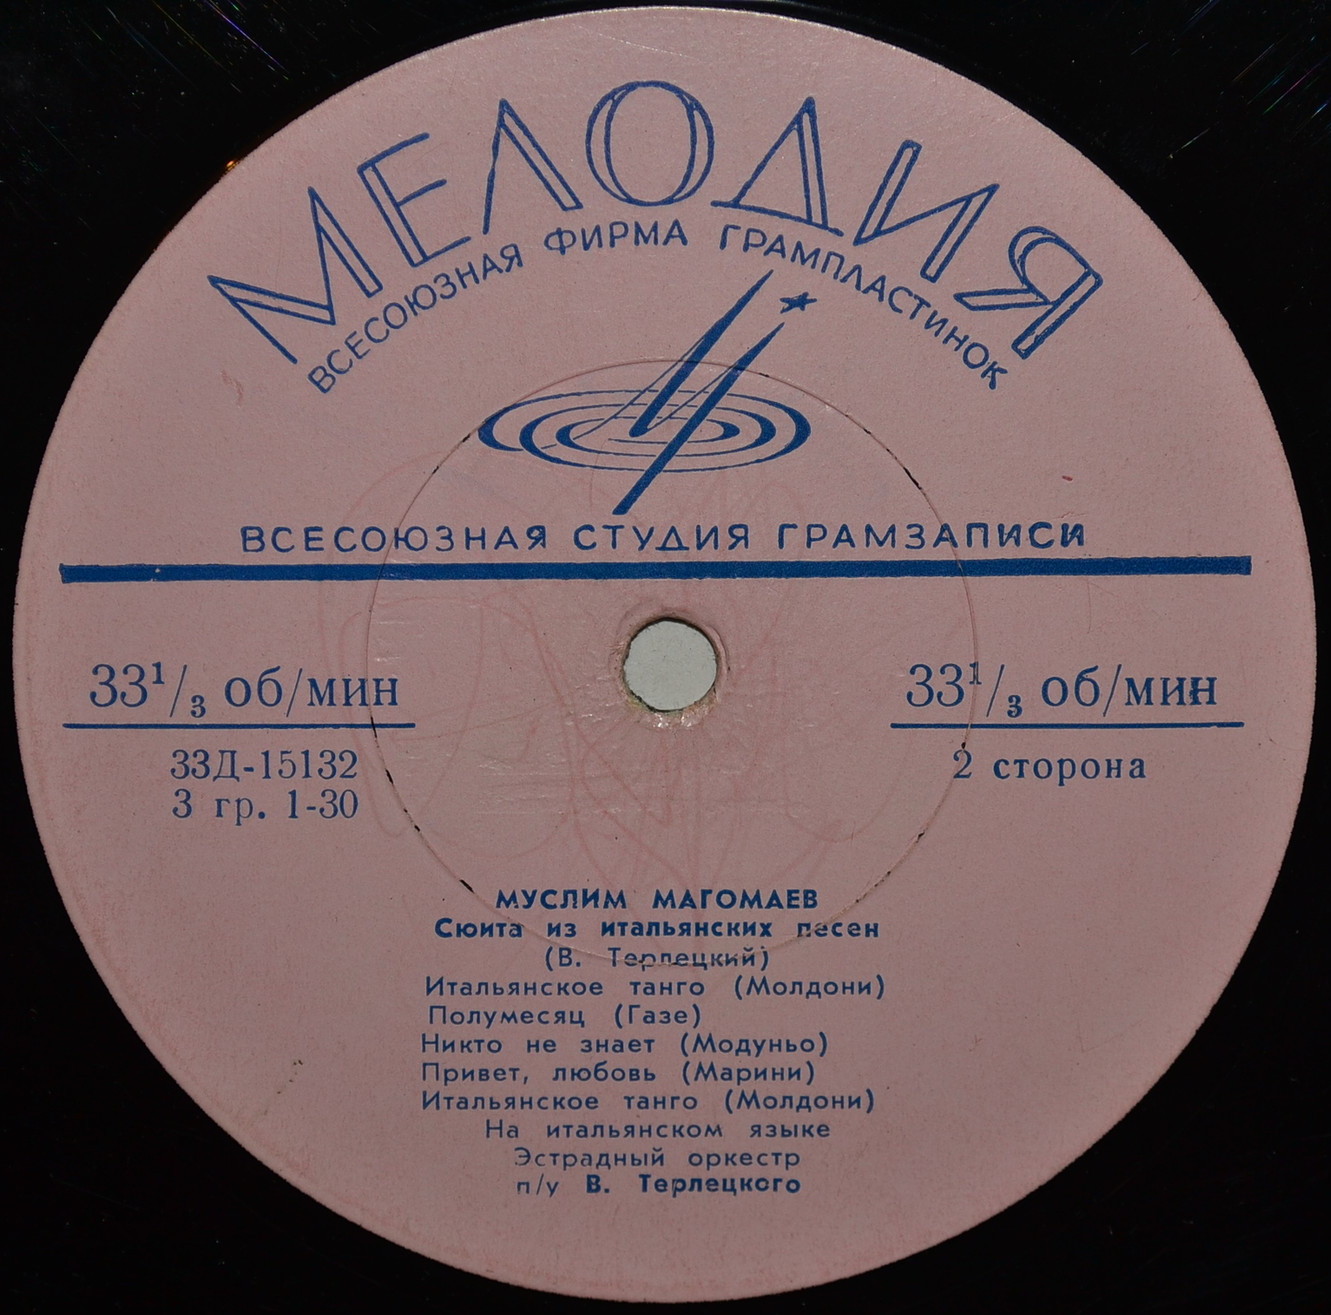 МЕЛОДИЯ
ВСЕСОЮЗНАЯ ФИРМА ГРАМПЛАСТИНОК
ВСЕСОЮЗНАЯ СТУДИЯ ГРАМЗАПИСИ
33¹/₃ об/мин
33¹/₃ об/мин
33Д-15132
2 сторона
3 гр. 1-30
МУСЛИМ МАГОМАЕВ
Сюита из итальянских песен
(В. Терлецкий)
Итальянское танго (Молдони)
Полумесяц (Газе)
Никто не знает (Модуньо)
Привет, любовь (Марини)
Итальянское танго (Молдони)
На итальянском языке
Эстрадный оркестр
п/у В. Терлецкого